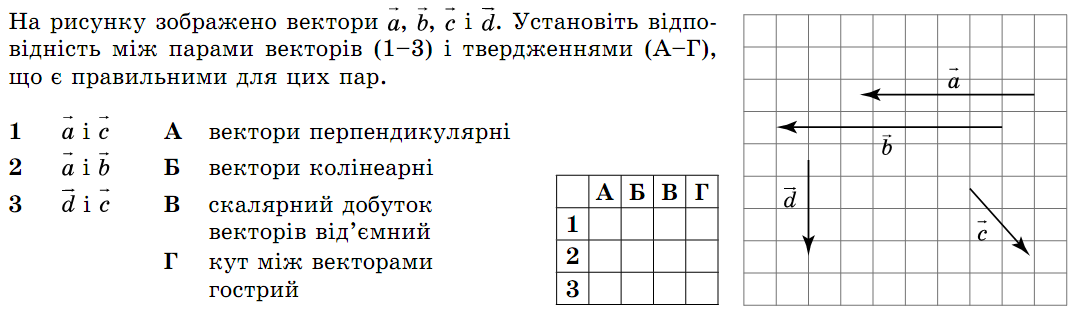 На рисунку зображено вектори a⃗, b⃗, c⃗ і d⃗. Установіть відпо-
відність між парами векторів (1–3) і твердженнями (А–Г),
що є правильними для цих пар.
1 a⃗ і c⃗ А вектори перпендикулярні
2 a⃗ і b⃗ Б вектори колінеарні
3 d⃗ і c⃗ В скалярний добуток
векторів від’ємний
Г кут між векторами
гострий
А Б В Г
1
2
3
a⃗
b⃗
d⃗
c⃗